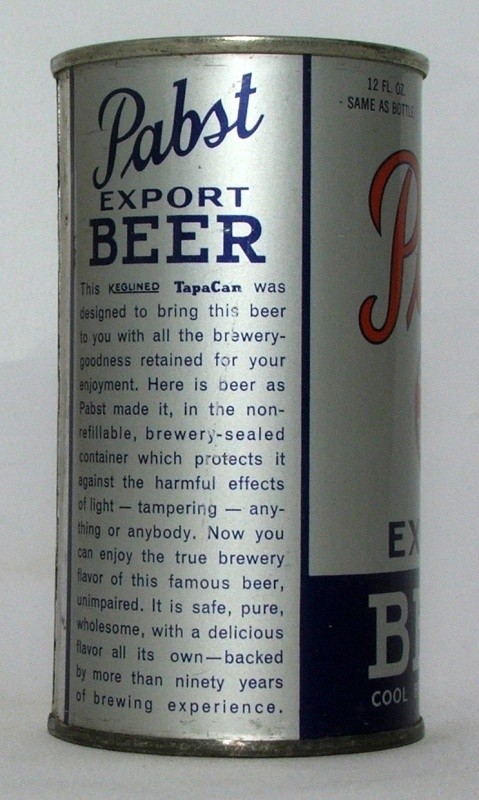 Pabst
EXPORT
BEER
This KEGLINED TapaCan was
designed to bring this beer
to you with all the brewery-
goodness retained for your
enjoyment. Here is beer as
Pabst made it, in the non-
refillable, brewery-sealed
container which protects it
against the harmful effects
of light — tampering — any-
thing or anybody. Now you
can enjoy the true brewery
flavor of this famous beer,
unimpaired. It is safe, pure,
wholesome, with a delicious
flavor all its own—backed
by more than ninety years
of brewing experience.
12 FL. OZ.
SAME AS BOTTLE
P
EX
BE
COOL